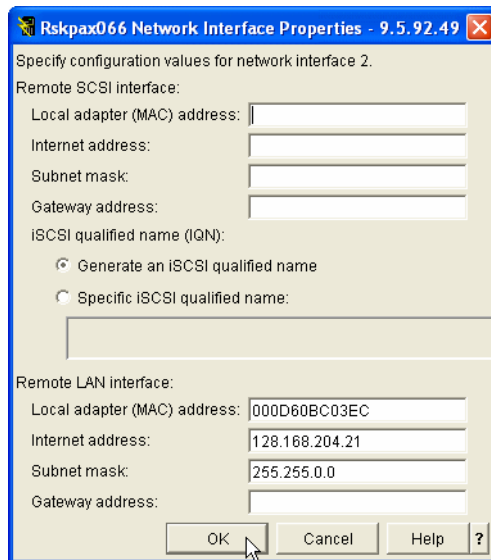 Rskpax066 Network Interface Properties - 9.5.92.49
Specify configuration values for network interface 2.
Remote SCSI interface:
Local adapter (MAC) address:
Internet address:
Subnet mask:
Gateway address:
iSCSI qualified name (IQN):
Generate an iSCSI qualified name
Specific iSCSI qualified name:
Remote LAN interface:
Local adapter (MAC) address: 000D60BC03EC
Internet address: 128.168.204.21
Subnet mask: 255.255.0.0
Gateway address:
OK Cancel Help ?